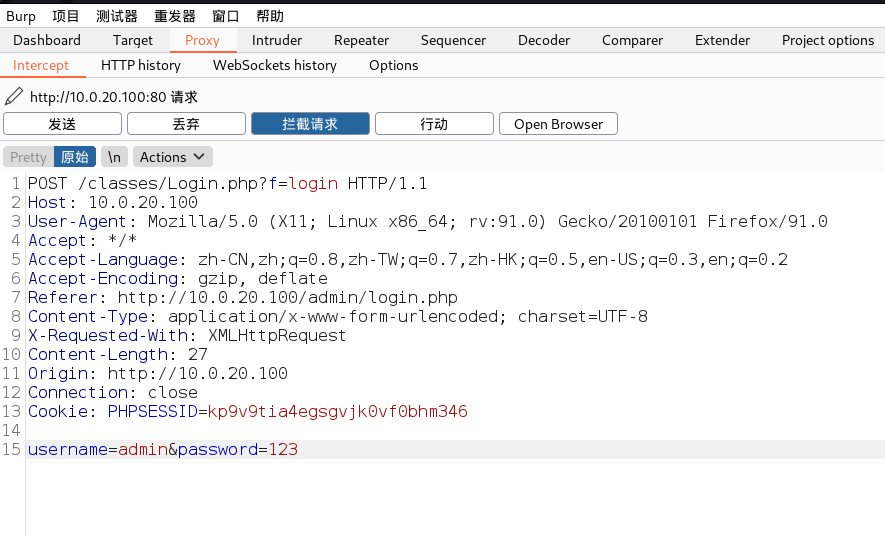 Burp 项目 测试器 重发器 窗口 帮助
Dashboard Target Proxy Intruder Repeater Sequencer Decoder Comparer Extender Project options
Intercept HTTP history WebSockets history Options
http://10.0.20.100:80 请求
发送 丢弃 拦截请求 行动 Open Browser
Pretty 原始 \n Actions
1 POST /classes/Login.php?f=login HTTP/1.1
2 Host: 10.0.20.100
3 User-Agent: Mozilla/5.0 (X11; Linux x86_64; rv:91.0) Gecko/20100101 Firefox/91.0
4 Accept: */*
5 Accept-Language: zh-CN,zh;q=0.8,zh-TW;q=0.7,zh-HK;q=0.5,en-US;q=0.3,en;q=0.2
6 Accept-Encoding: gzip, deflate
7 Referer: http://10.0.20.100/admin/login.php
8 Content-Type: application/x-www-form-urlencoded; charset=UTF-8
9 X-Requested-With: XMLHttpRequest
10 Content-Length: 27
11 Origin: http://10.0.20.100
12 Connection: close
13 Cookie: PHPSESSID=kp9v9tia4egsgvjk0vf0bhm346
14
15 username=admin&password=123